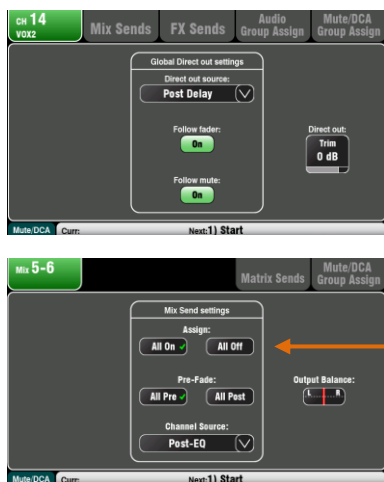 CH 14
VOX2
Mix Sends
FX Sends
Audio
Group Assign
Mute/DCA
Group Assign
Global Direct out settings
Direct out source:
Post Delay
Follow fader:
On
Direct out:
Trim
0 dB
Follow mute:
On
Mute/DCA Curr: Next:1) Start
Mix 5-6
Matrix Sends
Mute/DCA
Group Assign
Mix Send settings
Assign:
All On
All Off
Pre-Fade:
Output Balance:
L R
All Pre
All Post
Channel Source:
Post-EQ
Mute/DCA Curr: Next:1) Start